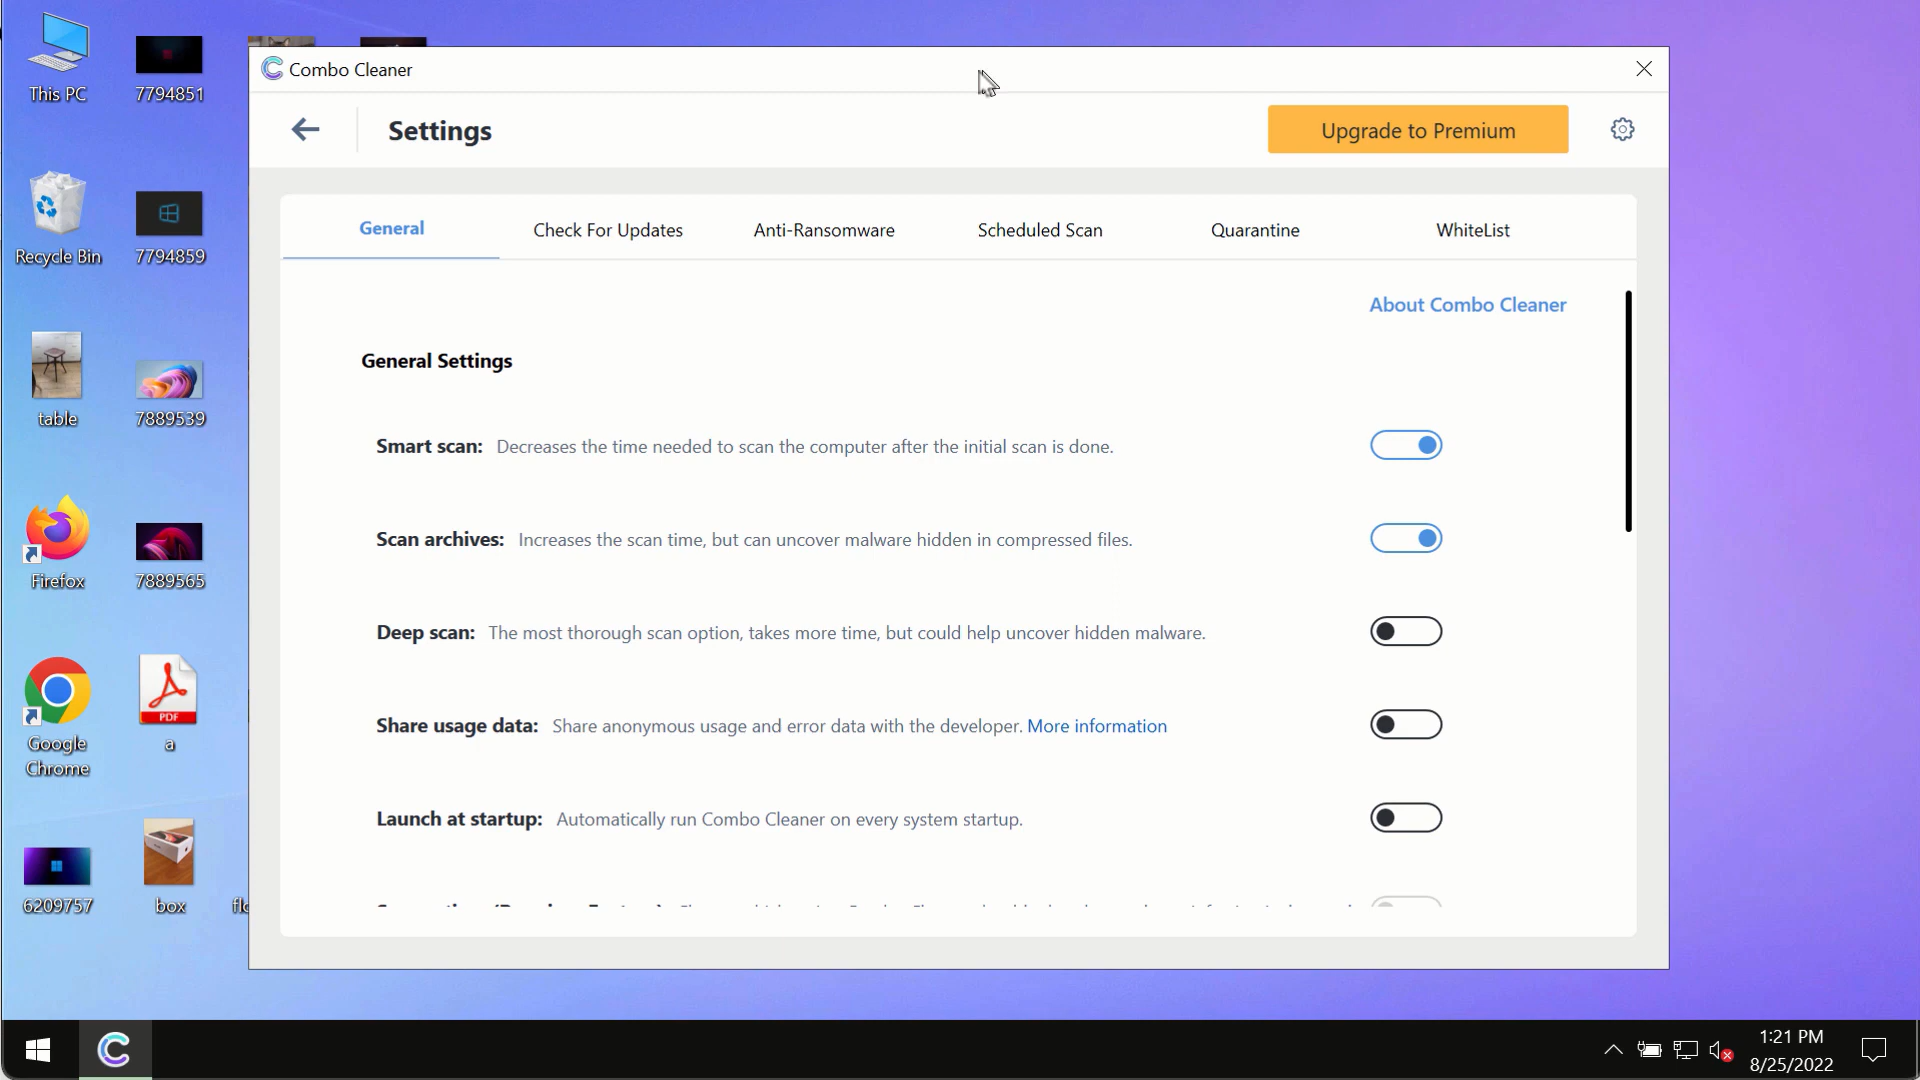 This PC
7794851
Recycle Bin
7794859
table
7889539
Firefox
7889565
Google
Chrome
PDF
a
6209757
box
Combo Cleaner
Settings
Upgrade to Premium
General
Check For Updates
Anti-Ransomware
Scheduled Scan
Quarantine
WhiteList
About Combo Cleaner
General Settings
Smart scan: Decreases the time needed to scan the computer after the initial scan is done.
Scan archives: Increases the scan time, but can uncover malware hidden in compressed files.
Deep scan: The most thorough scan option, takes more time, but could help uncover hidden malware.
Share usage data: Share anonymous usage and error data with the developer. More information
Launch at startup: Automatically run Combo Cleaner on every system startup.
1:21 PM
8/25/2022